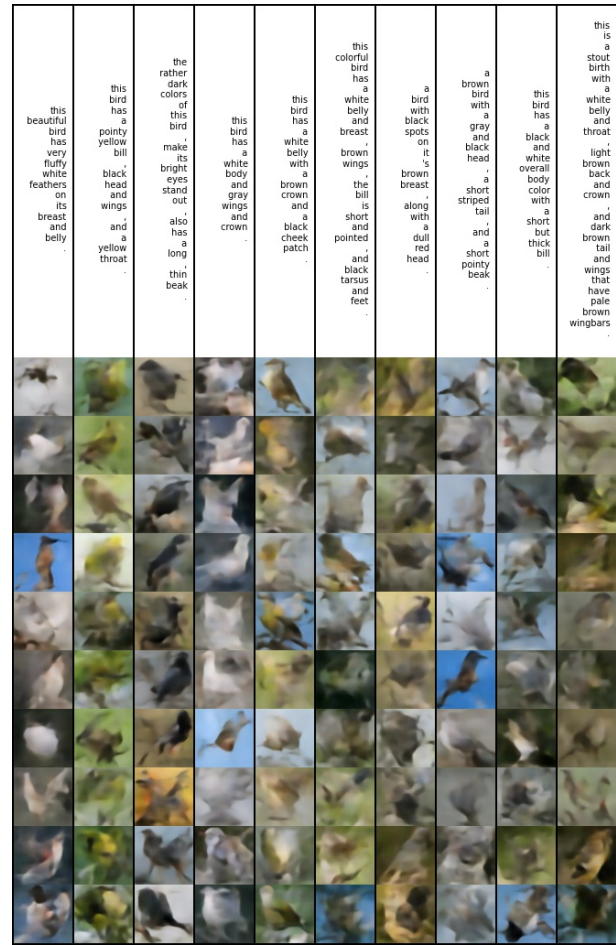 this
beautiful
bird
has
very
fluffy
white
feathers
on
its
breast
and
belly
.
this
bird
has
a
pointy
yellow
bill
,
black
head
and
wings
,
and
a
yellow
throat
.
the
rather
dark
colors
of
this
bird
,
make
its
bright
eyes
stand
out
,
also
has
a
long
,
thin
beak
.
this
bird
has
a
white
body
and
gray
wings
and
crown
.
this
bird
has
a
white
belly
with
a
brown
crown
and
a
black
cheek
patch
.
this
colorful
bird
has
a
white
belly
and
breast
,
brown
wings
,
the
bill
is
short
and
pointed
,
and
black
tarsus
and
feet
.
a
bird
with
black
spots
on
it
's
brown
breast
,
along
with
a
dull
red
head
.
a
brown
bird
with
a
gray
and
black
head
,
a
short
striped
tail
,
and
a
short
pointy
beak
.
this
bird
has
a
black
and
white
overall
body
color
with
a
short
but
thick
bill
.
this
is
a
stout
birth
with
a
white
belly
and
throat
,
light
brown
back
and
crown
,
and
dark
brown
tail
and
wings
that
have
pale
brown
wingbars
.